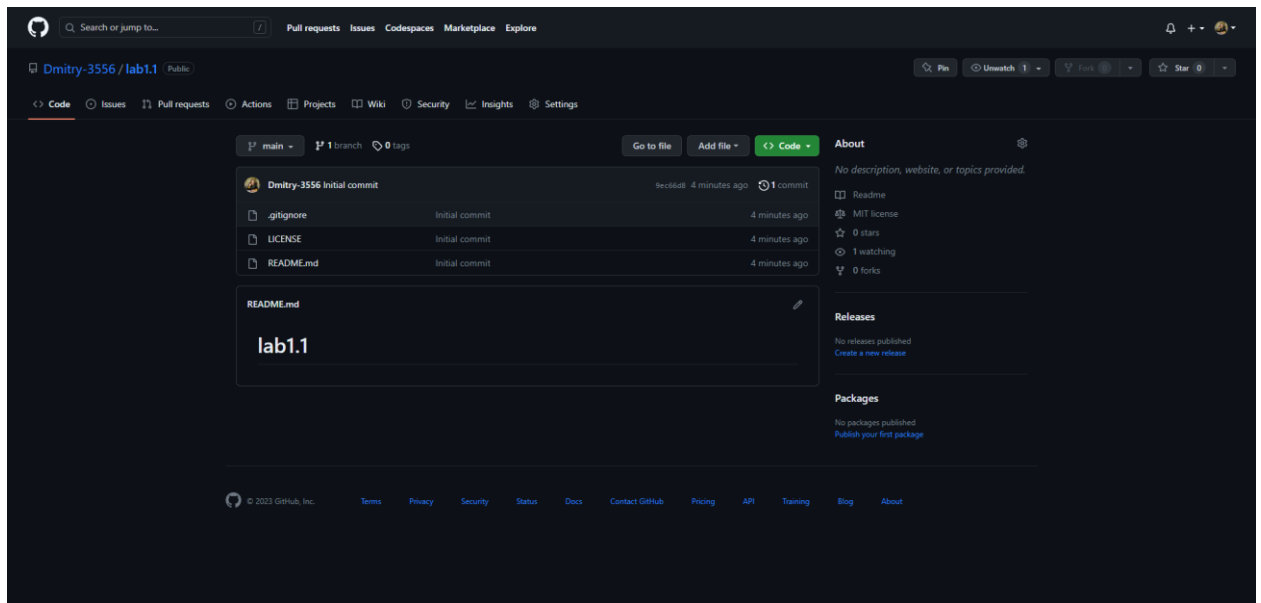 Search or jump to... / Pull requests Issues Codespaces Marketplace Explore
Dmitry-3556 / lab1.1 Public Pin Unwatch 1 Fork 0 Star 0
<> Code Issues Pull requests Actions Projects Wiki Security Insights Settings
main 1 branch 0 tags Go to file Add file <> Code
Dmitry-3556 Initial commit 9ec66d8 4 minutes ago 1 commit
.gitignore Initial commit 4 minutes ago
LICENSE Initial commit 4 minutes ago
README.md Initial commit 4 minutes ago
README.md
lab1.1
About
No description, website, or topics provided.
Readme
MIT license
0 stars
1 watching
0 forks
Releases
No releases published
Create a new release
Packages
No packages published
Publish your first package
© 2023 GitHub, Inc. Terms Privacy Security Status Docs Contact GitHub Pricing API Training Blog About